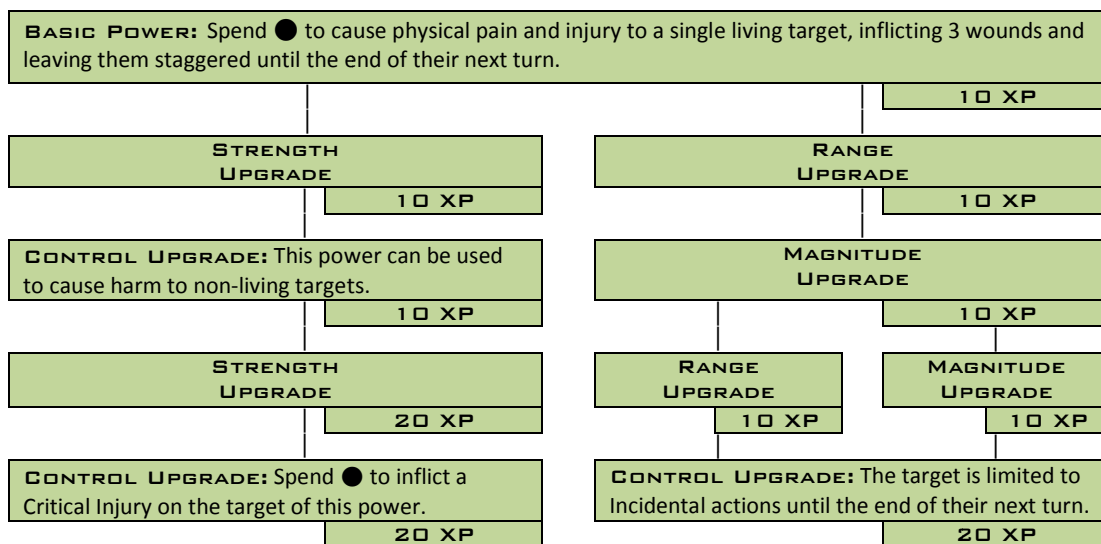 BASIC POWER: Spend ● to cause physical pain and injury to a single living target, inflicting 3 wounds and
leaving them staggered until the end of their next turn.
10 XP
STRENGTH
UPGRADE
10 XP
RANGE
UPGRADE
10 XP
CONTROL UPGRADE: This power can be used
to cause harm to non-living targets.
10 XP
MAGNITUDE
UPGRADE
10 XP
STRENGTH
UPGRADE
20 XP
RANGE
UPGRADE
10 XP
MAGNITUDE
UPGRADE
10 XP
CONTROL UPGRADE: Spend ● to inflict a
Critical Injury on the target of this power.
20 XP
CONTROL UPGRADE: The target is limited to
Incidental actions until the end of their next turn.
20 XP